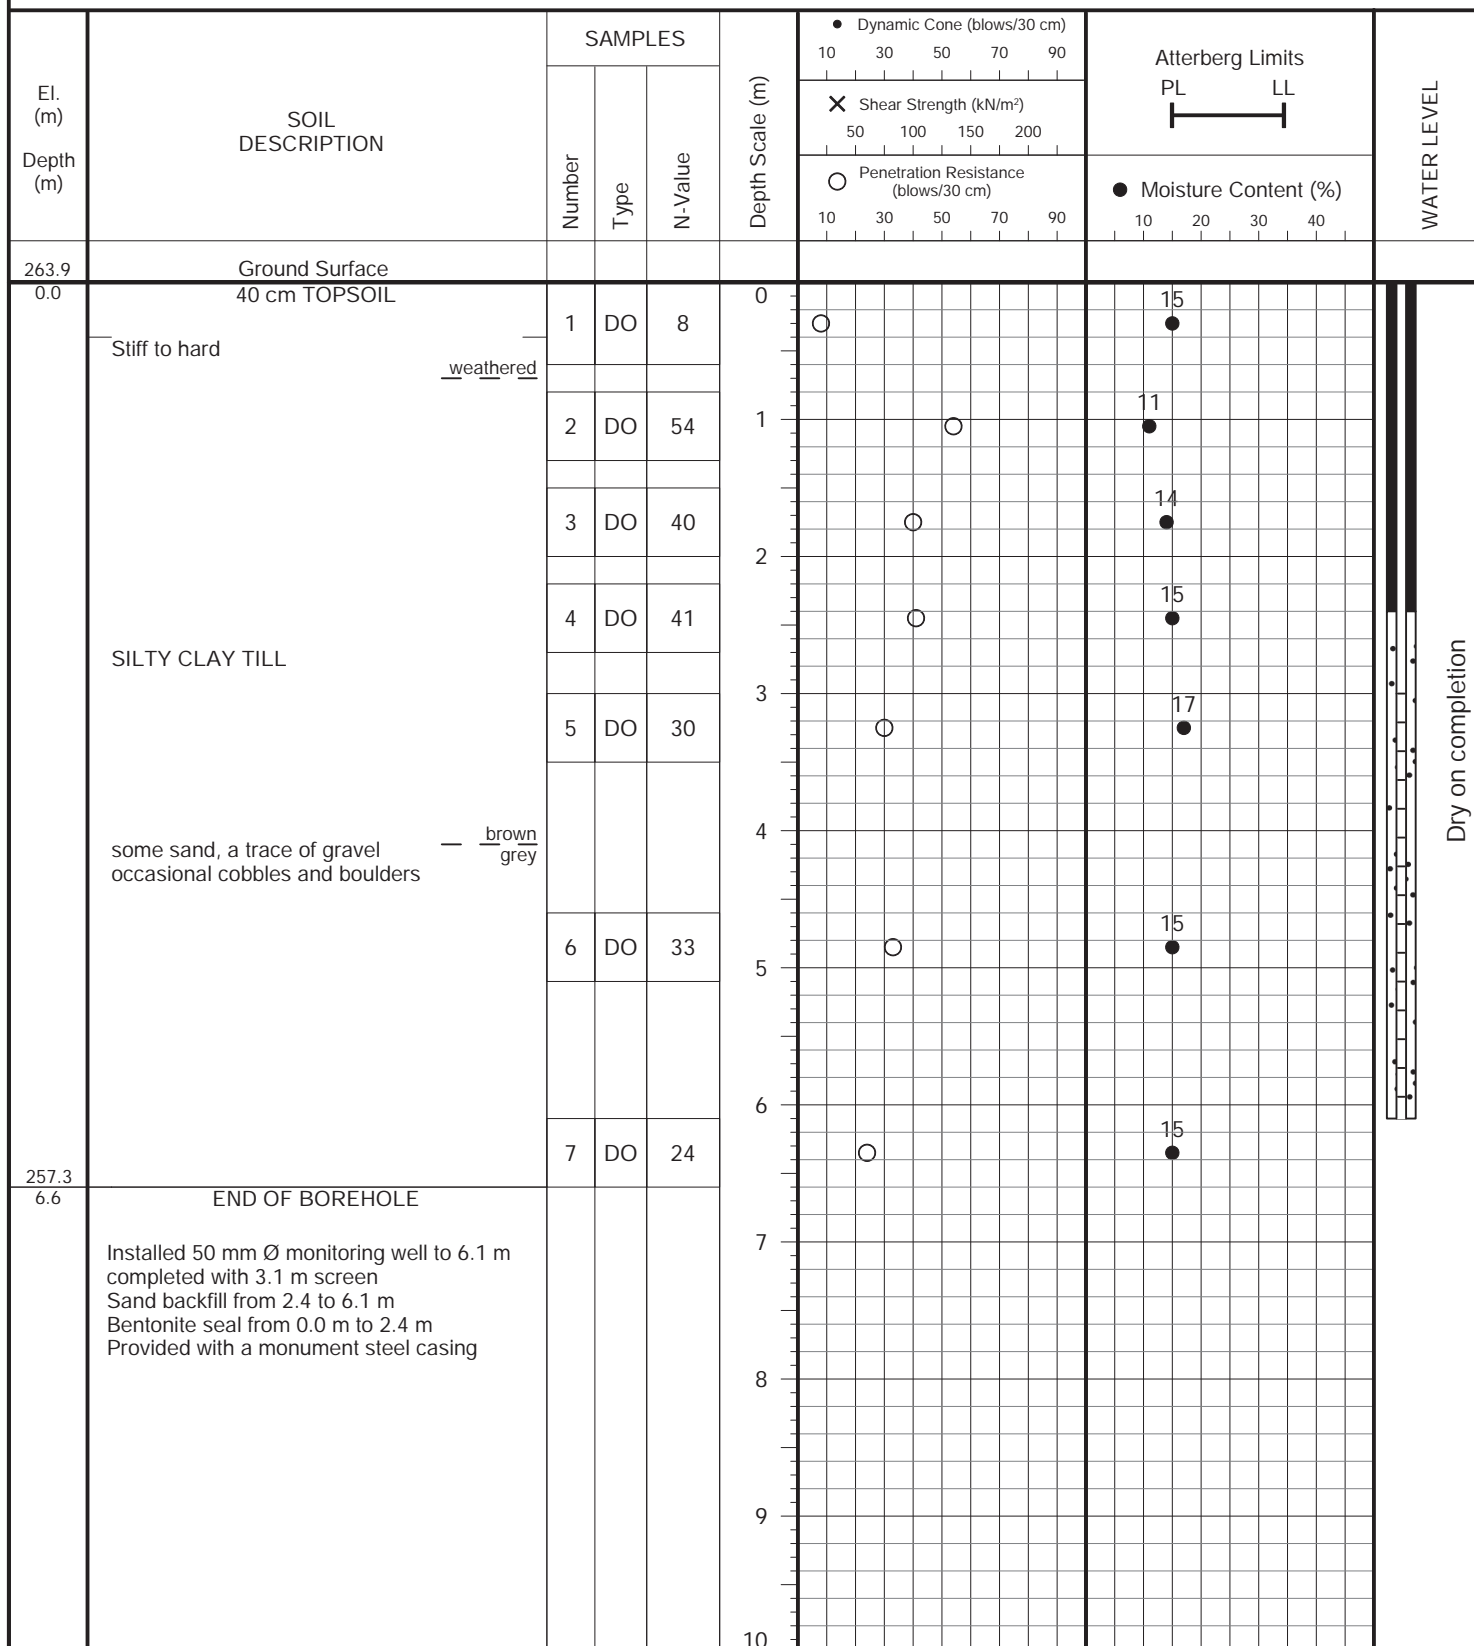 El.
(m)
Depth
(m)
SOIL
DESCRIPTION
SAMPLES
Number
Type
N-Value
Depth Scale (m)
● Dynamic Cone (blows/30 cm)
10 30 50 70 90
✕ Shear Strength (kN/m²)
50 100 150 200
○ Penetration Resistance
(blows/30 cm)
10 30 50 70 90
Atterberg Limits
PL LL
● Moisture Content (%)
10 20 30 40
WATER LEVEL
263.9 Ground Surface
0.0 40 cm TOPSOIL 0
1 DO 8 15
Stiff to hard
weathered
2 DO 54 1 11
3 DO 40 14
2
4 DO 41 15
SILTY CLAY TILL
3
5 DO 30 17
Dry on completion
4
brown
some sand, a trace of gravel grey
occasional cobbles and boulders
6 DO 33 15
5
6
7 DO 24 15
257.3
6.6 END OF BOREHOLE
Installed 50 mm Ø monitoring well to 6.1 m 7
completed with 3.1 m screen
Sand backfill from 2.4 to 6.1 m
Bentonite seal from 0.0 m to 2.4 m
Provided with a monument steel casing
8
9
10